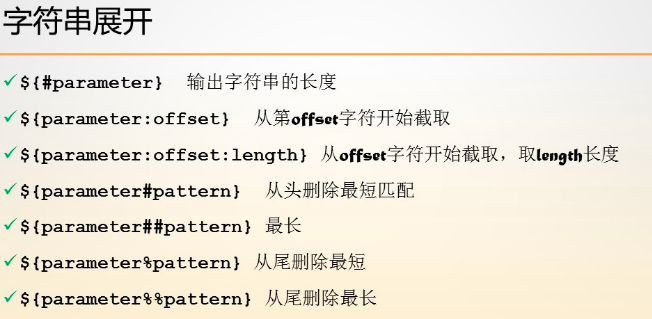 字符串展开
✓${#parameter} 输出字符串的长度
✓${parameter:offset} 从第offset字符开始截取
✓${parameter:offset:length} 从offset字符开始截取，取length长度
✓${parameter#pattern} 从头删除最短匹配
✓${parameter##pattern} 最长
✓${parameter%pattern} 从尾删除最短
✓${parameter%%pattern} 从尾删除最长